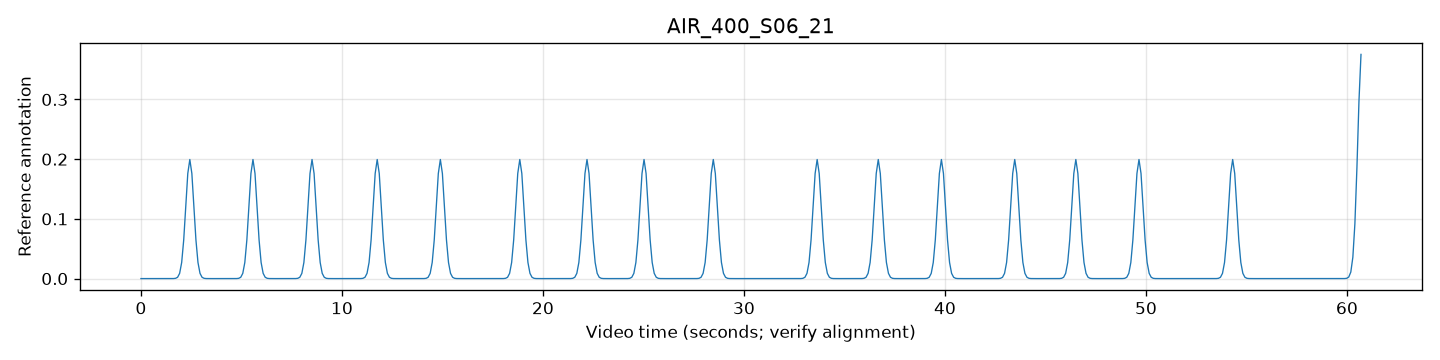 AIR_400_S06_21
Reference annotation
0.3
0.2
0.1
0.0
0 10 20 30 40 50 60
Video time (seconds; verify alignment)